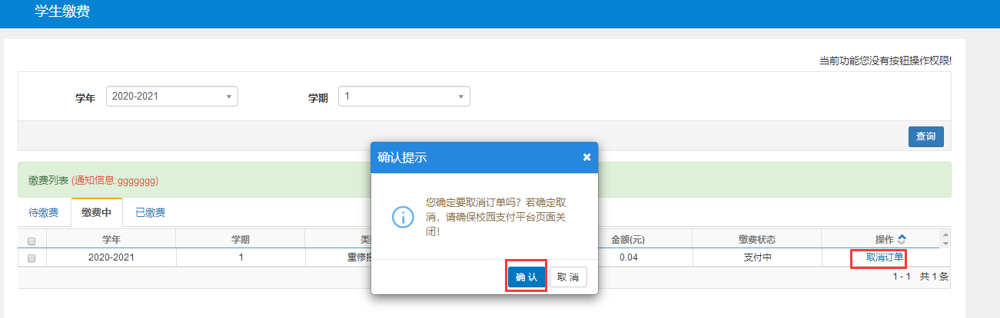 学生缴费
当前功能您没有按钮操作权限!
学年 2020-2021 学期 1
查询
确认提示 ×
缴费列表 (通知信息:ggggggg)
您确定要取消订单吗？若确定取
消，请确保校园支付平台页面关
闭！
待缴费 缴费中 已缴费
学年 学期 金额(元) 缴费状态 操作
2020-2021 1 重修 0.04 支付中 取消订单
确 认 取 消
1 - 1 共 1 条